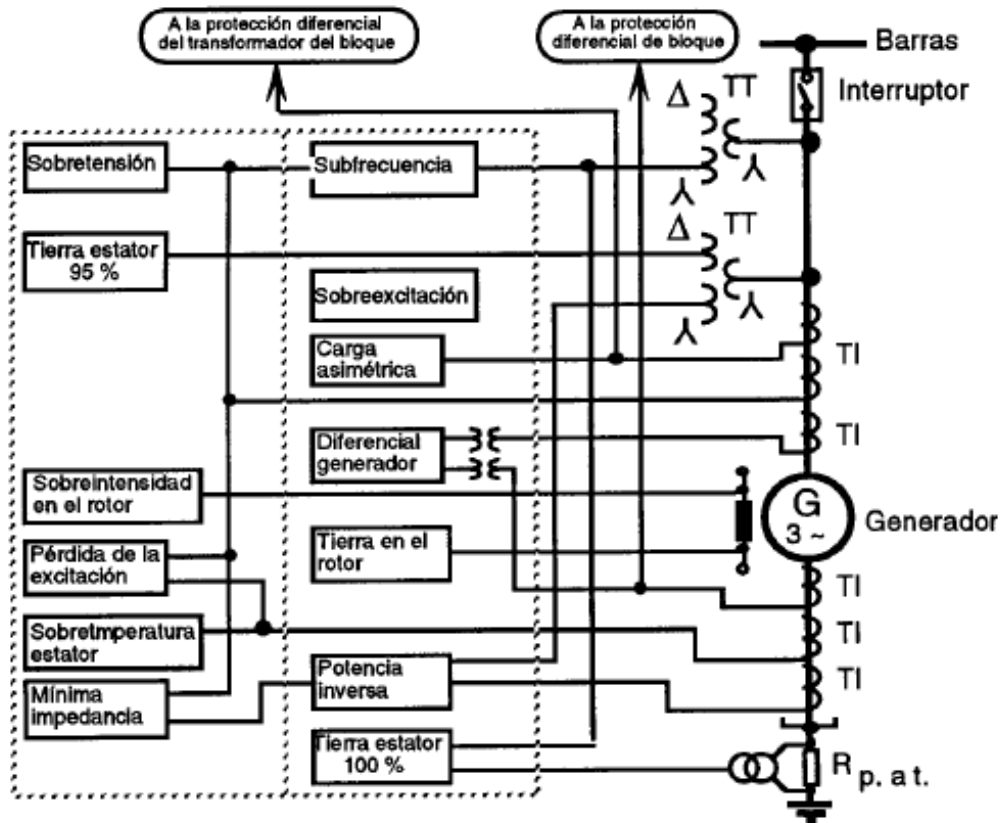 A la protección diferencial
del transformador del bloque
A la protección
diferencial de bloque
Barras
Interruptor
Δ
TT
Sobretensión
Subfrecuencia
Δ
TT
Tierra estator
95 %
Sobreexcitación
Carga
asimétrica
TI
Diferencial
generador
TI
Sobreintensidad
en el rotor
G
3 ~
Generador
Tierra en el
rotor
Pérdida de la
excitación
TI
Sobretmperatura
estator
TI
Potencia
inversa
TI
Mínima
impedancia
Tierra estator
100 %
R p. a t.